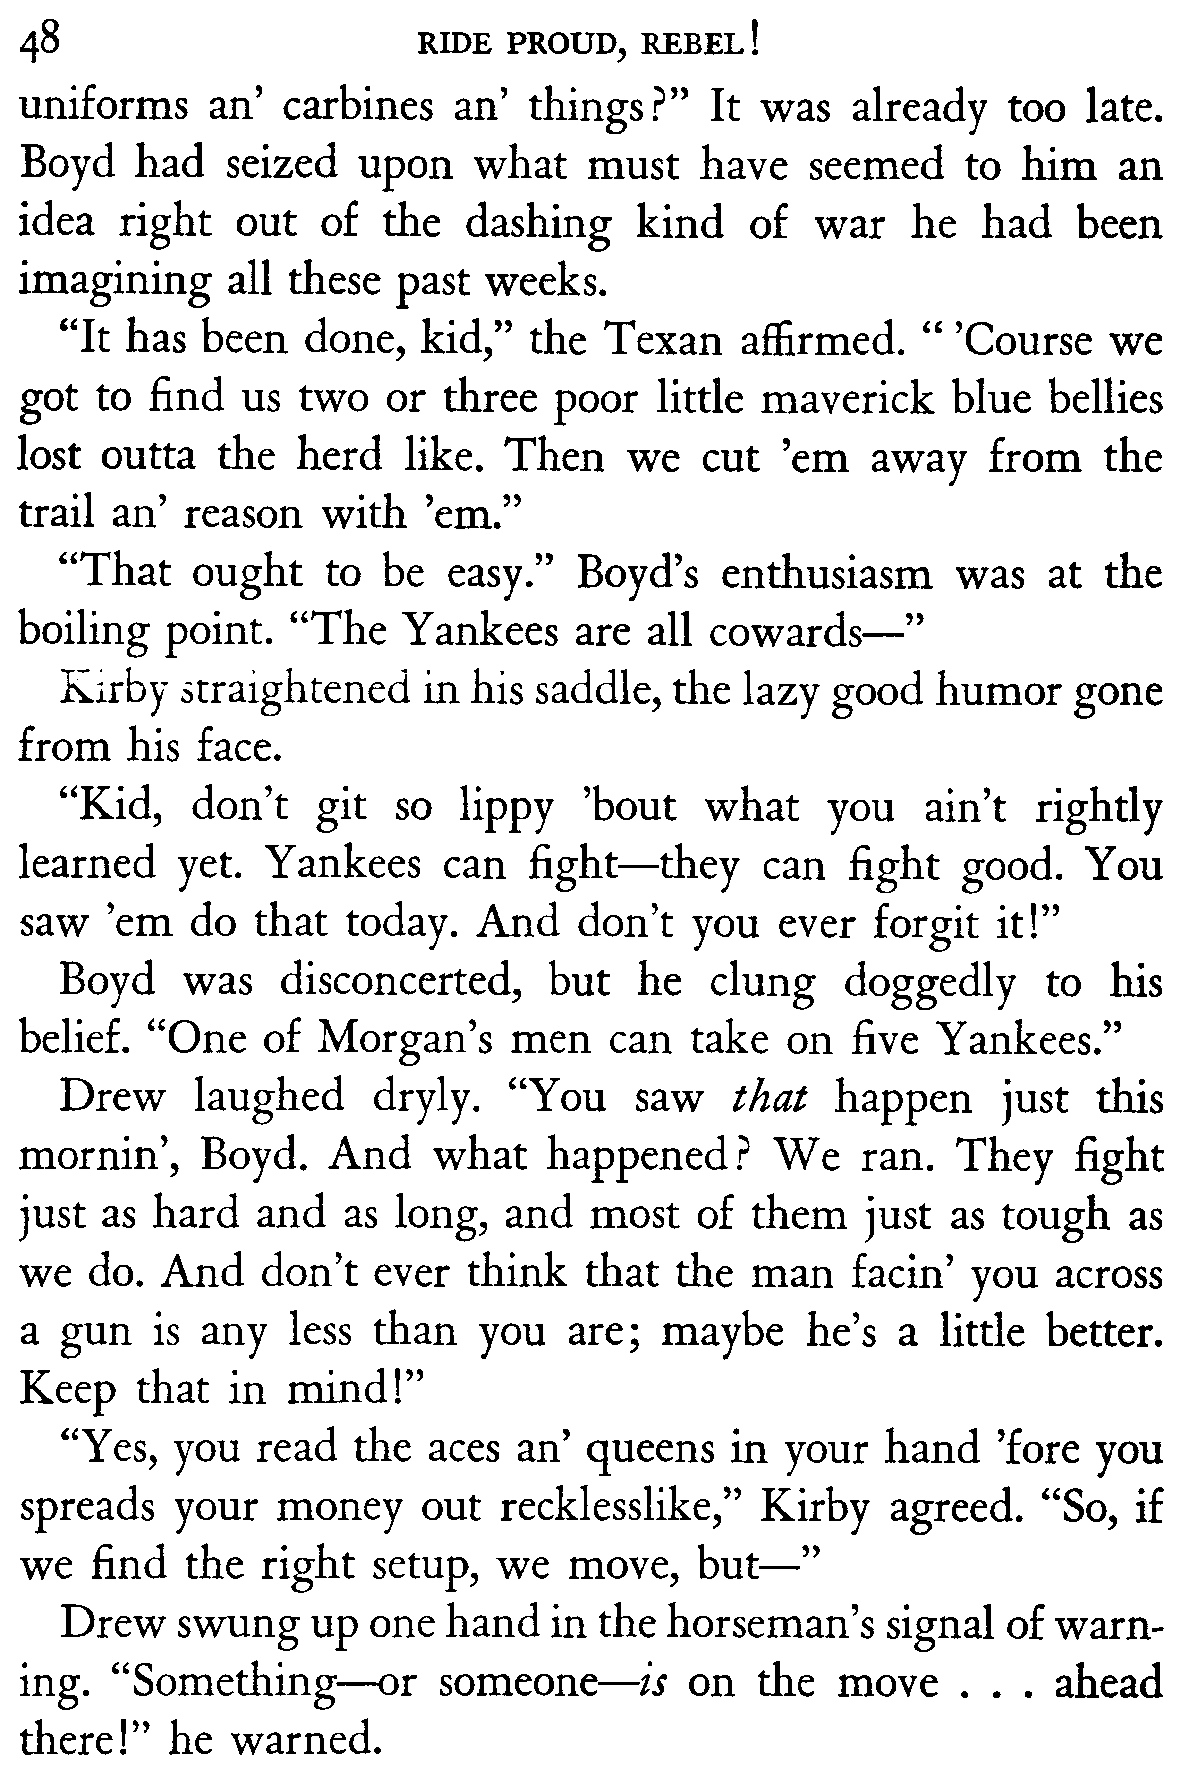 48 RIDE PROUD, REBEL!
uniforms an’ carbines an’ things?” It was already too late.
Boyd had seized upon what must have seemed to him an
idea right out of the dashing kind of war he had been
imagining all these past weeks.
“It has been done, kid,” the Texan affirmed. “ ’Course we
got to find us two or three poor little maverick blue bellies
lost outta the herd like. Then we cut ’em away from the
trail an’ reason with ’em.”
“That ought to be easy.” Boyd’s enthusiasm was at the
boiling point. “The Yankees are all cowards—”
Kirby straightened in his saddle, the lazy good humor gone
from his face.
“Kid, don’t git so lippy ’bout what you ain’t rightly
learned yet. Yankees can fight—they can fight good. You
saw ’em do that today. And don’t you ever forgit it!”
Boyd was disconcerted, but he clung doggedly to his
belief. “One of Morgan’s men can take on five Yankees.”
Drew laughed dryly. “You saw that happen just this
mornin’, Boyd. And what happened? We ran. They fight
just as hard and as long, and most of them just as tough as
we do. And don’t ever think that the man facin’ you across
a gun is any less than you are; maybe he’s a little better.
Keep that in mind!”
“Yes, you read the aces an’ queens in your hand ’fore you
spreads your money out recklesslike,” Kirby agreed. “So, if
we find the right setup, we move, but—”
Drew swung up one hand in the horseman’s signal of warn-
ing. “Something—or someone—is on the move . . . ahead
there!” he warned.